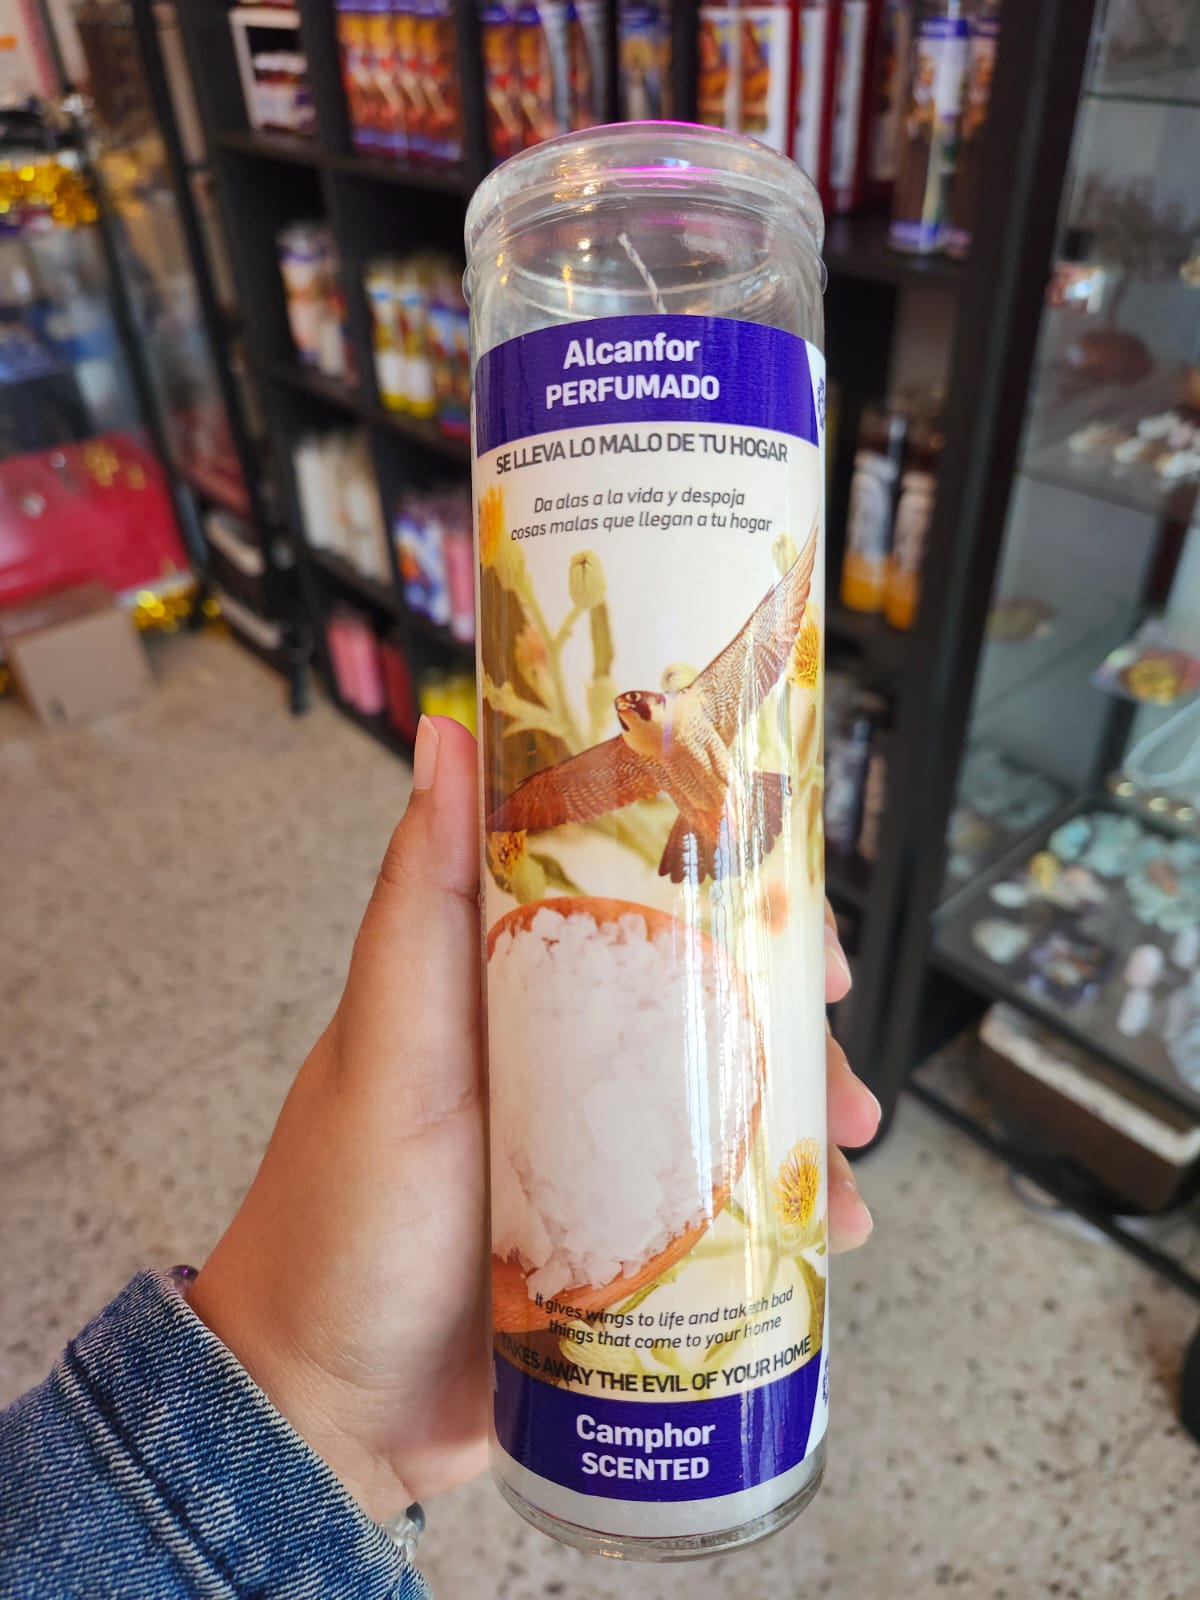 Alcanfor
PERFUMADO
SE LLEVA LO MALO DE TU HOGAR
Da alas a la vida y despoja
cosas malas que llegan a tu hogar
It gives wings to life and taketh bad
things that come to your home
TAKES AWAY THE EVIL OF YOUR HOME
Camphor
SCENTED